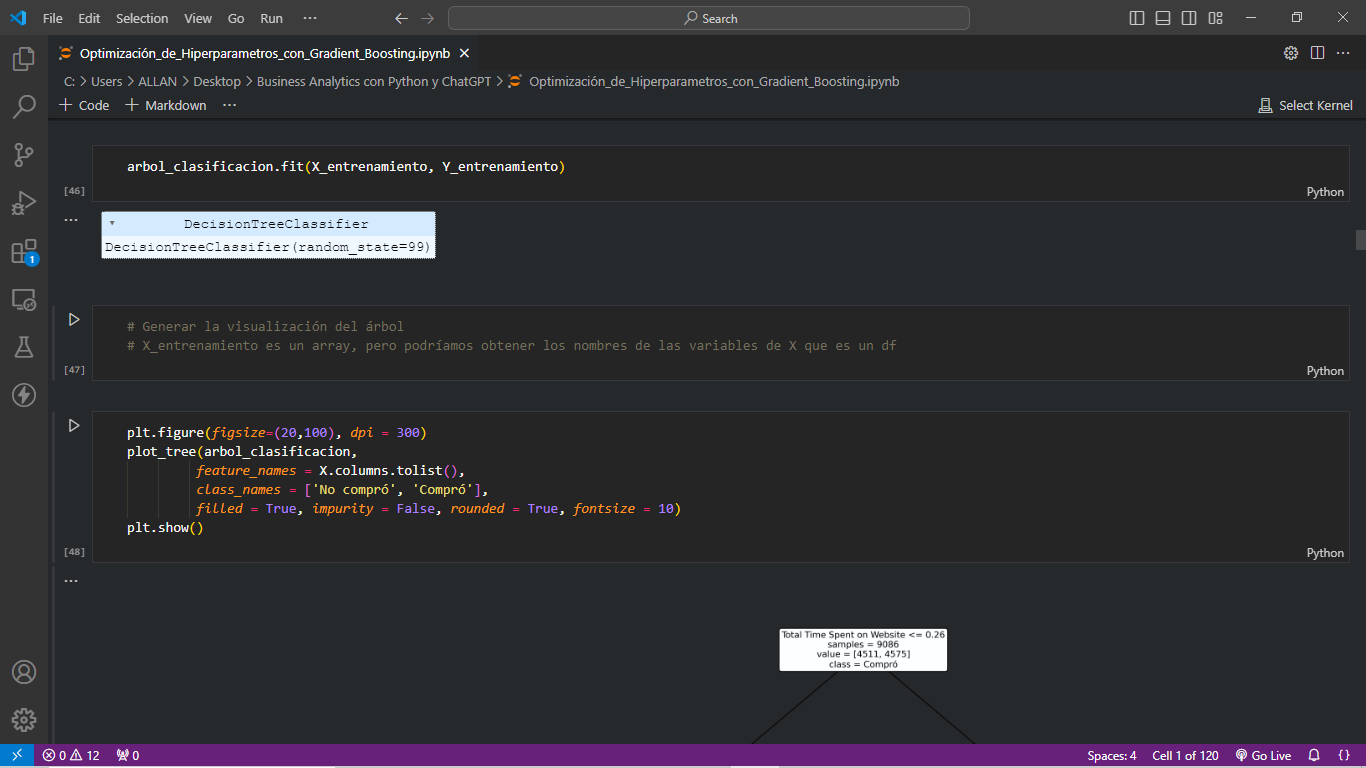 File Edit Selection View Go Run ···
Search
Optimización_de_Hiperparametros_con_Gradient_Boosting.ipynb
C: > Users > ALLAN > Desktop > Business Analytics con Python y ChatGPT > Optimización_de_Hiperparametros_con_Gradient_Boosting.ipynb
+ Code + Markdown ···
Select Kernel
arbol_clasificacion.fit(X_entrenamiento, Y_entrenamiento)
[46]
Python
DecisionTreeClassifier
DecisionTreeClassifier(random_state=99)
# Generar la visualización del árbol
# X_entrenamiento es un array, pero podríamos obtener los nombres de las variables de X que es un df
[47]
Python
plt.figure(figsize=(20,100), dpi = 300)
plot_tree(arbol_clasificacion,
feature_names = X.columns.tolist(),
class_names = ['No compró', 'Compró'],
filled = True, impurity = False, rounded = True, fontsize = 10)
plt.show()
[48]
Python
Total Time Spent on Website <= 0.26
samples = 9086
value = [4511, 4575]
class = Compró
1
0 12 0
Spaces: 4 Cell 1 of 120 Go Live {}